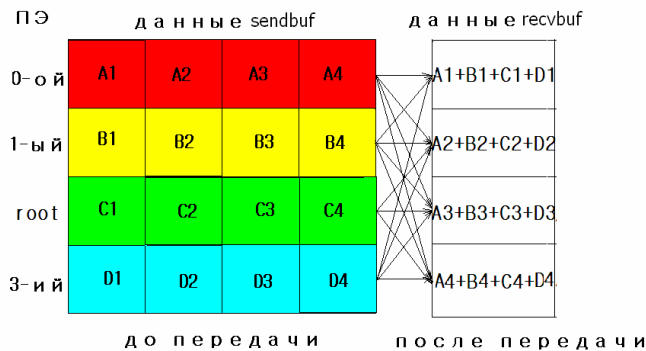 ПЭ данные sendbuf данные recvbuf
0-ой A1 A2 A3 A4 A1+B1+C1+D1
1-ый B1 B2 B3 B4 A2+B2+C2+D2
root C1 C2 C3 C4 A3+B3+C3+D3
3-ий D1 D2 D3 D4 A4+B4+C4+D4
до передачи после передачи